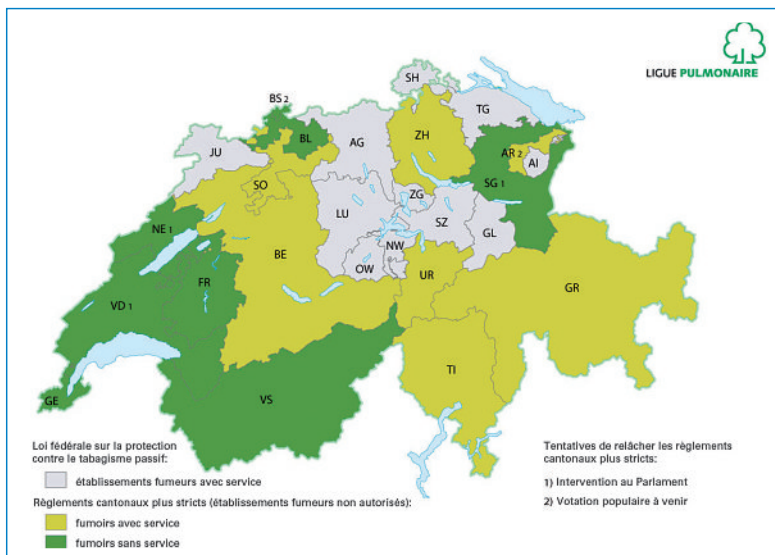 LIGUE PULMONAIRE
SH
BS 2
TG
BL
ZH
AG
JU
AR 2
AI
SO
SG 1
ZG
LU
SZ
NE 1
GL
NW
BE
OW
UR
FR
GR
VD 1
TI
GE
VS
Loi fédérale sur la protection
contre le tabagisme passif:
établissements fumeurs avec service
Règlements cantonaux plus stricts (établissements fumeurs non autorisés):
fumoirs avec service
fumoirs sans service
Tentatives de relâcher les règlements
cantonaux plus stricts:
1) Intervention au Parlament
2) Votation populaire à venir